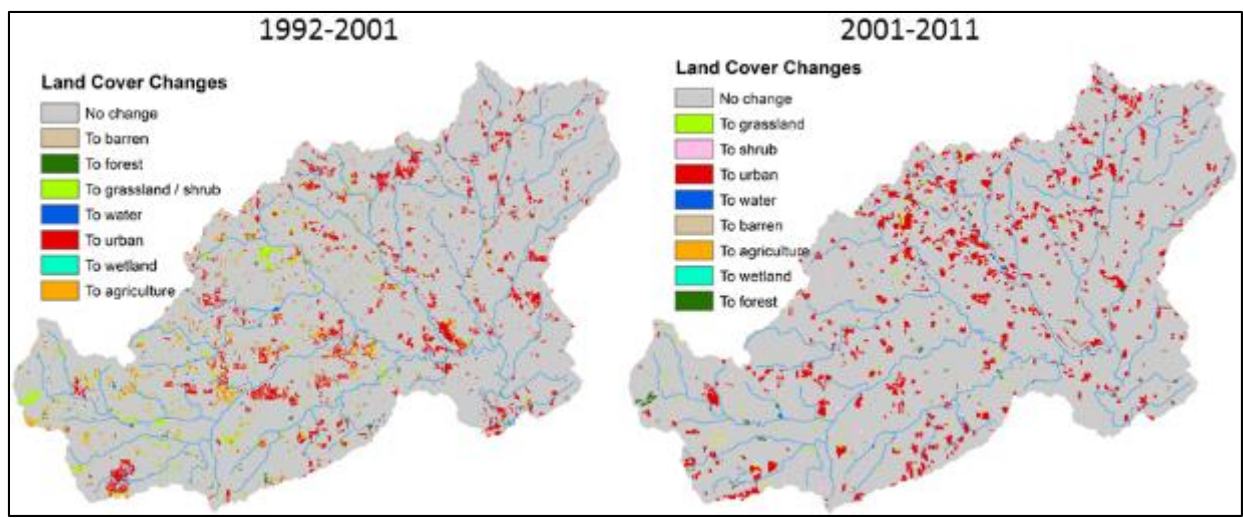 1992-2001
Land Cover Changes
No change
To barren
To forest
To grassland / shrub
To water
To urban
To wetland
To agriculture
2001-2011
Land Cover Changes
No change
To grassland
To shrub
To urban
To water
To barren
To agriculture
To wetland
To forest